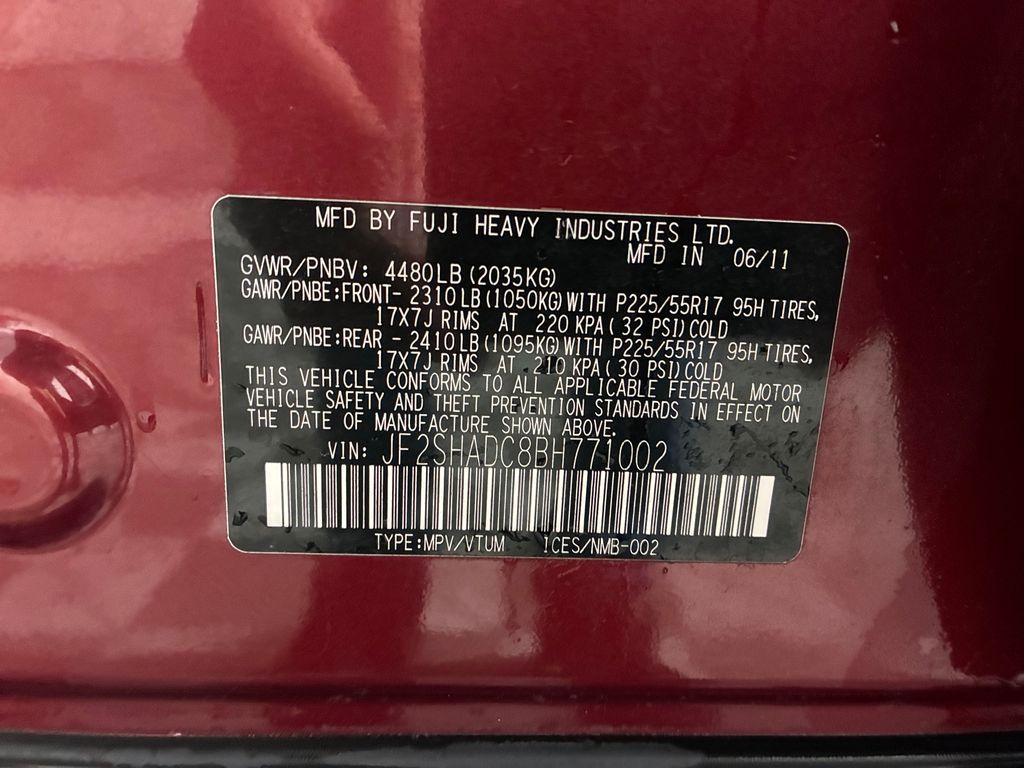 MFD BY FUJI HEAVY INDUSTRIES LTD.
MFD IN 06/11
GVWR/PNBV: 4480LB (2035KG)
GAWR/PNBE:FRONT- 2310LB(1050KG)WITH P225/55R17 95H TIRES,
17X7J RIMS AT 220 KPA( 32 PSI)COLD
GAWR/PNBE:REAR - 2410LB(1095KG)WITH P225/55R17 95H TIRES,
17X7J RIMS AT 210 KPA( 30 PSI)COLD
THIS VEHICLE CONFORMS TO ALL APPLICABLE FEDERAL MOTOR
VEHICLE SAFETY AND THEFT PREVENTION STANDARDS IN EFFECT ON
THE DATE OF MANUFACTURE SHOWN ABOVE.
VIN: JF2SHADC8BH771002
TYPE:MPV/VTUM ICES/NMB-002